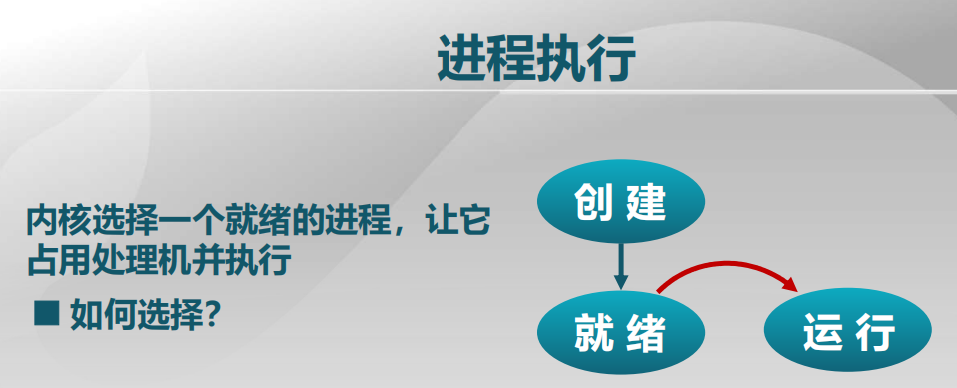 进程执行
内核选择一个就绪的进程，让它
占用处理机并执行
如何选择?
创建
就绪
运行